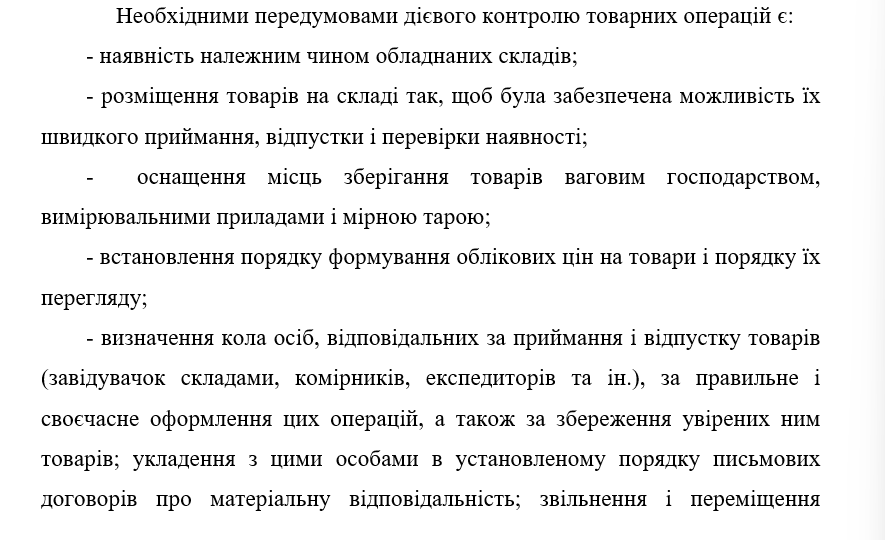 Необхідними передумовами дієвого контролю товарних операцій є:
- наявність належним чином обладнаних складів;
- розміщення товарів на складі так, щоб була забезпечена можливість їх
швидкого приймання, відпустки і перевірки наявності;
- оснащення місць зберігання товарів ваговим господарством,
вимірювальними приладами і мірною тарою;
- встановлення порядку формування облікових цін на товари і порядку їх
перегляду;
- визначення кола осіб, відповідальних за приймання і відпустку товарів
(завідувачок складами, комірників, експедиторів та ін.), за правильне і
своєчасне оформлення цих операцій, а також за збереження увірених ним
товарів; укладення з цими особами в установленому порядку письмових
договорів про матеріальну відповідальність; звільнення і переміщення